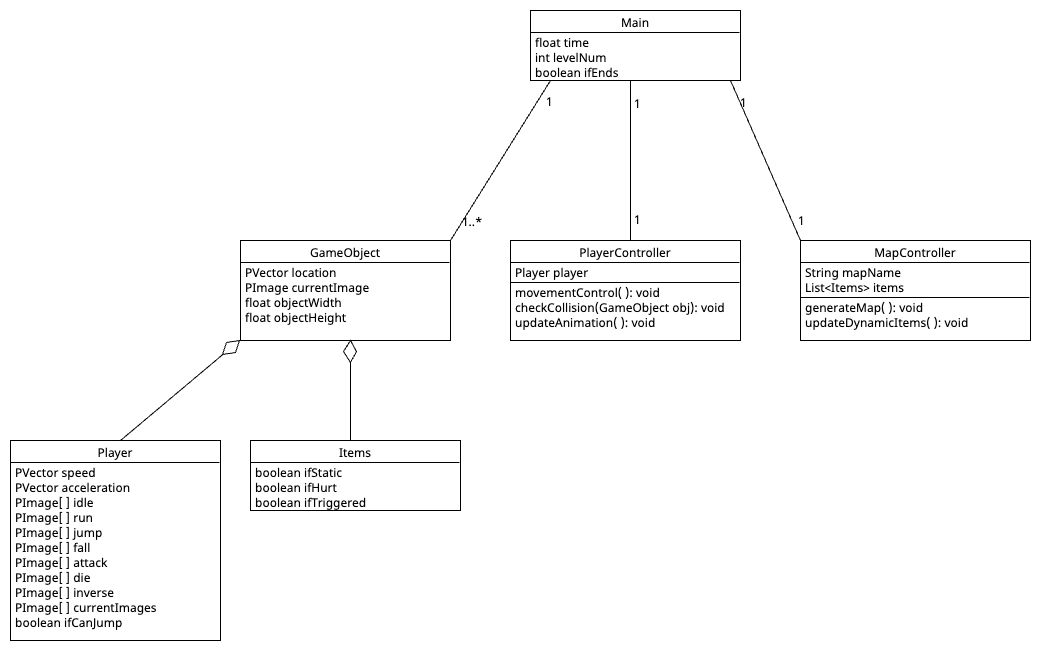 Main
float time
int levelNum
boolean ifEnds
1
1
1
1..*
1
1
GameObject
PVector location
PImage currentImage
float objectWidth
float objectHeight
PlayerController
Player player
movementControl( ): void
checkCollision(GameObject obj): void
updateAnimation( ): void
MapController
String mapName
List<Items> items
generateMap( ): void
updateDynamicItems( ): void
Player
PVector speed
PVector acceleration
PImage[ ] idle
PImage[ ] run
PImage[ ] jump
PImage[ ] fall
PImage[ ] attack
PImage[ ] die
PImage[ ] inverse
PImage[ ] currentImages
boolean ifCanJump
Items
boolean ifStatic
boolean ifHurt
boolean ifTriggered